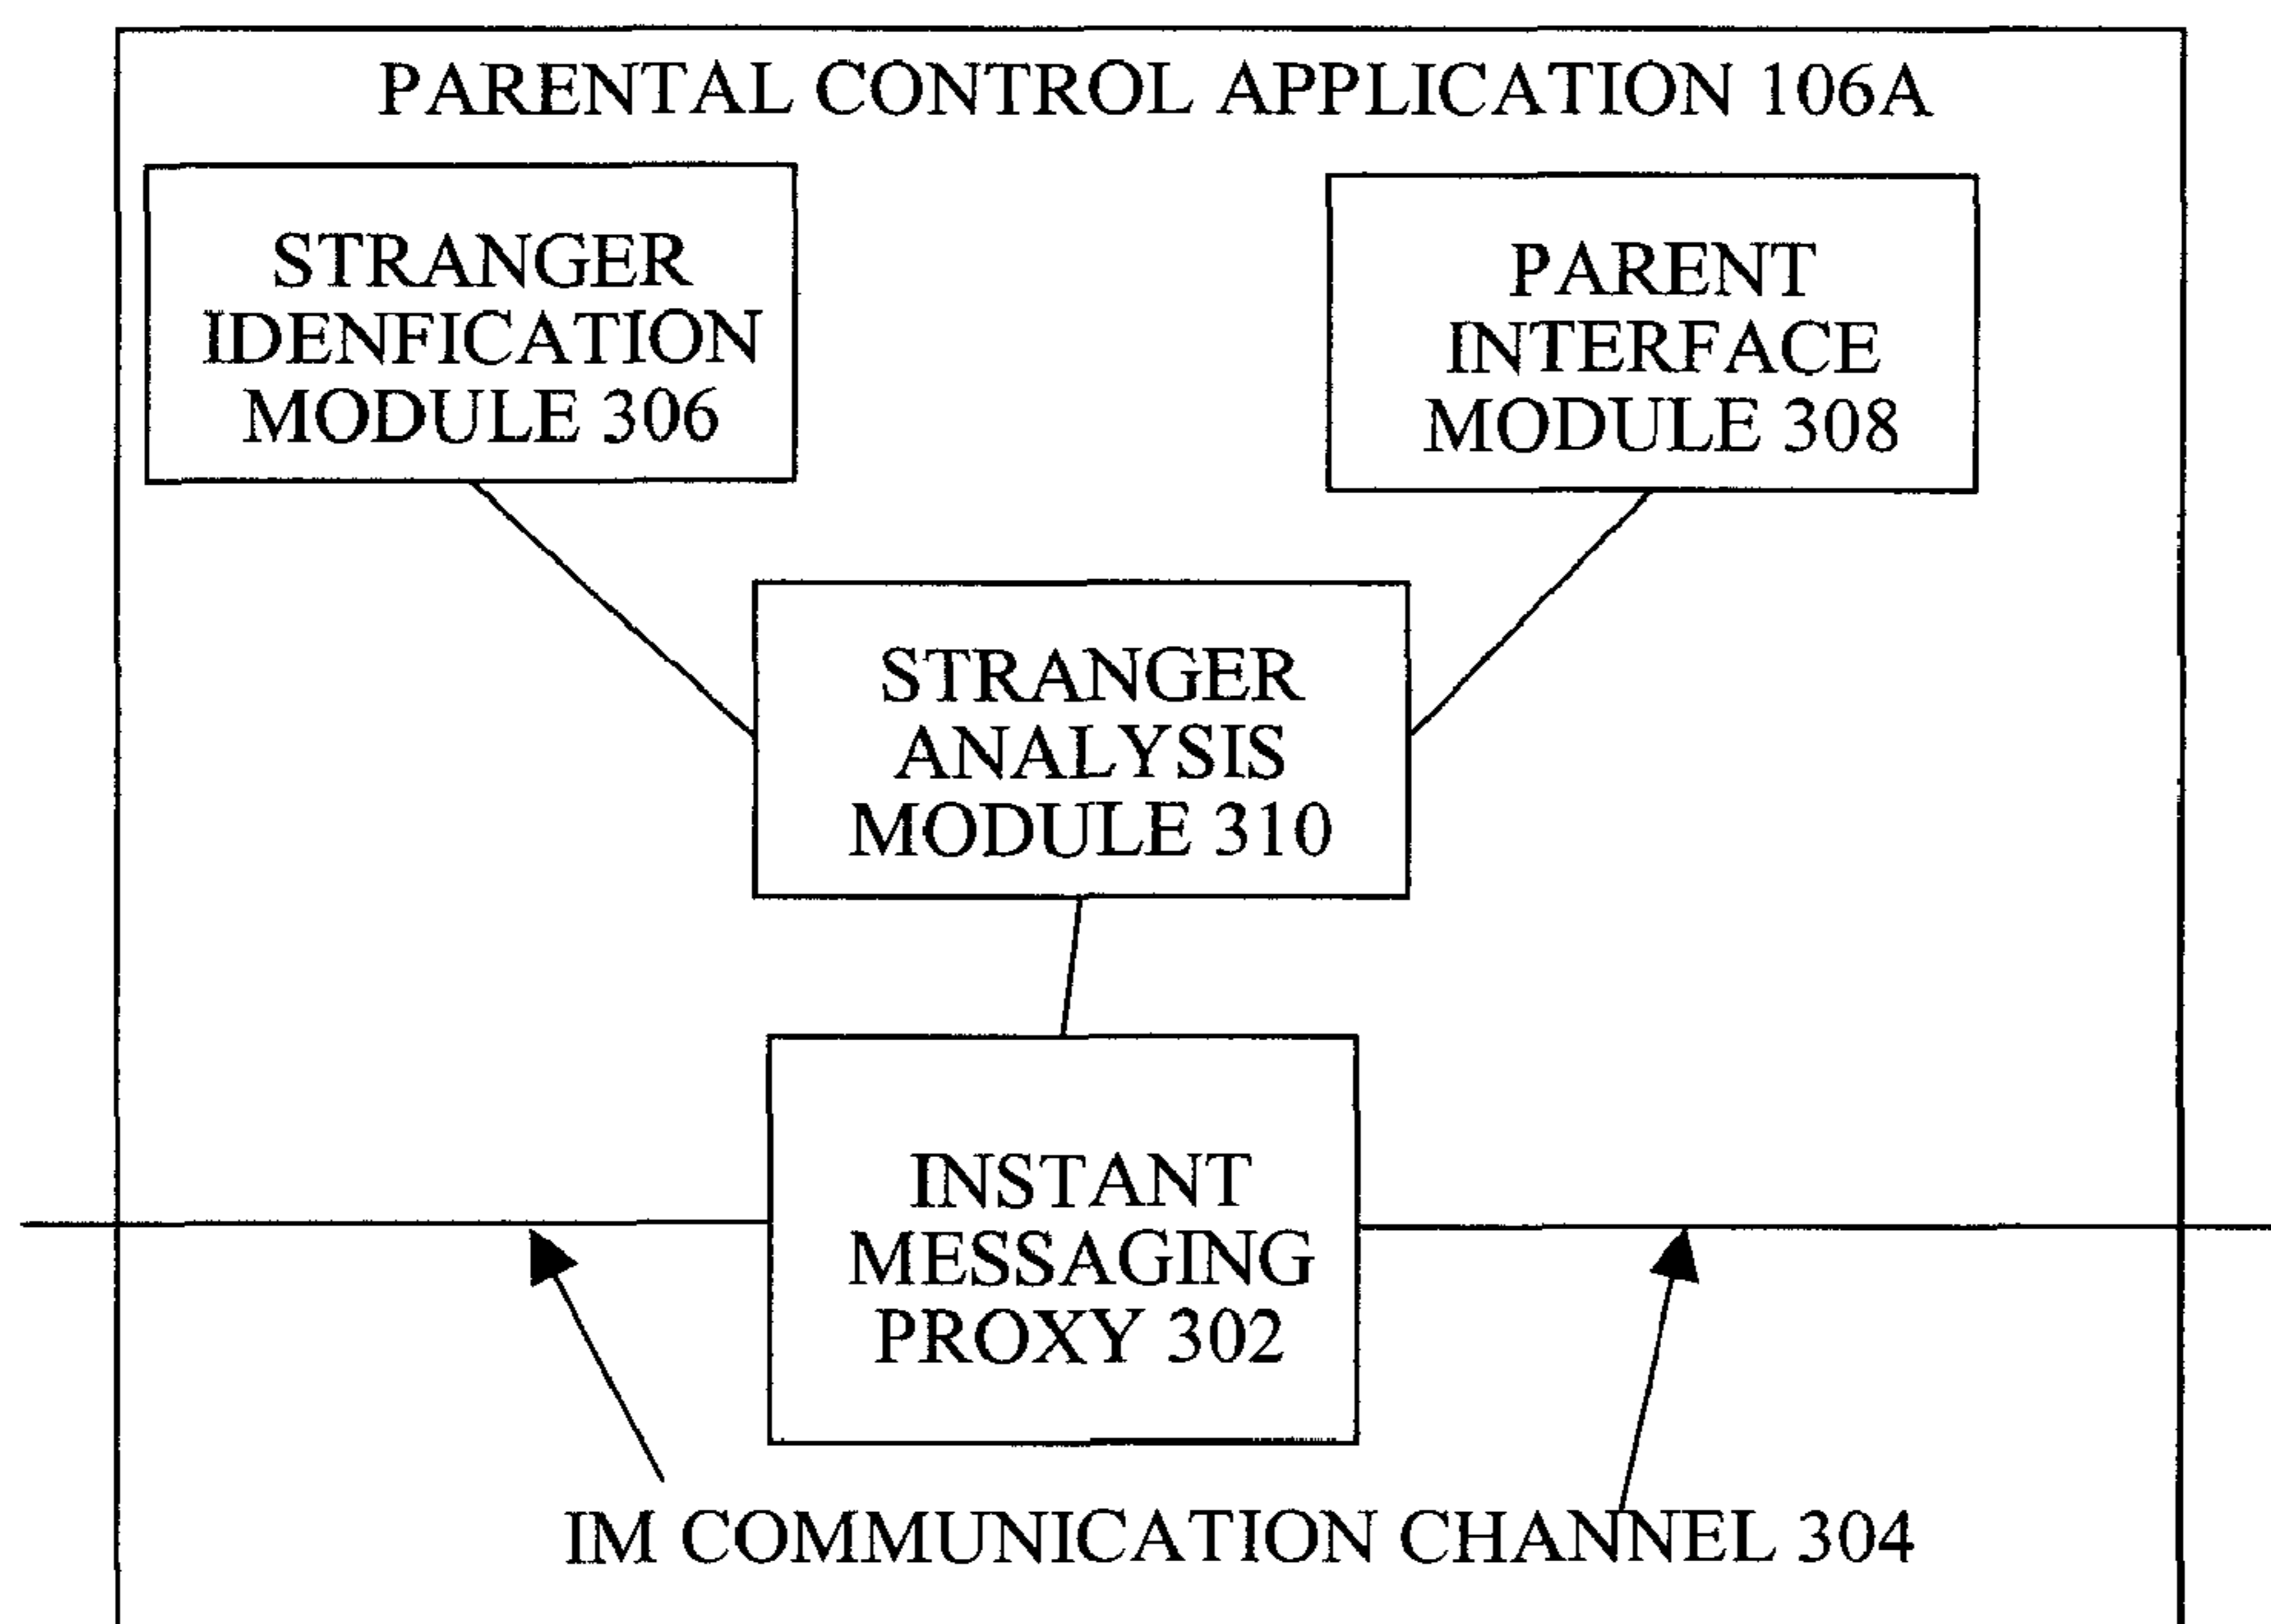 PARENTAL CONTROL APPLICATION 106A
STRANGER
IDENFICATION
MODULE 306
PARENT
INTERFACE
MODULE 308
STRANGER
ANALYSIS
MODULE 310
INSTANT
MESSAGING
PROXY 302
IM COMMUNICATION CHANNEL 304